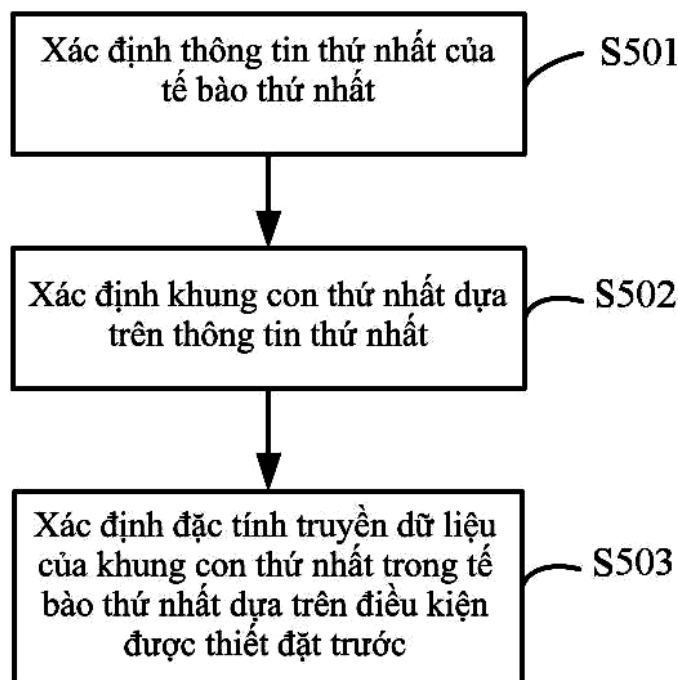 Xác định thông tin thứ nhất của
tế bào thứ nhất
S501
Xác định khung con thứ nhất dựa
trên thông tin thứ nhất
S502
Xác định đặc tính truyền dữ liệu
của khung con thứ nhất trong tế
bào thứ nhất dựa trên điều kiện
được thiết đặt trước
S503